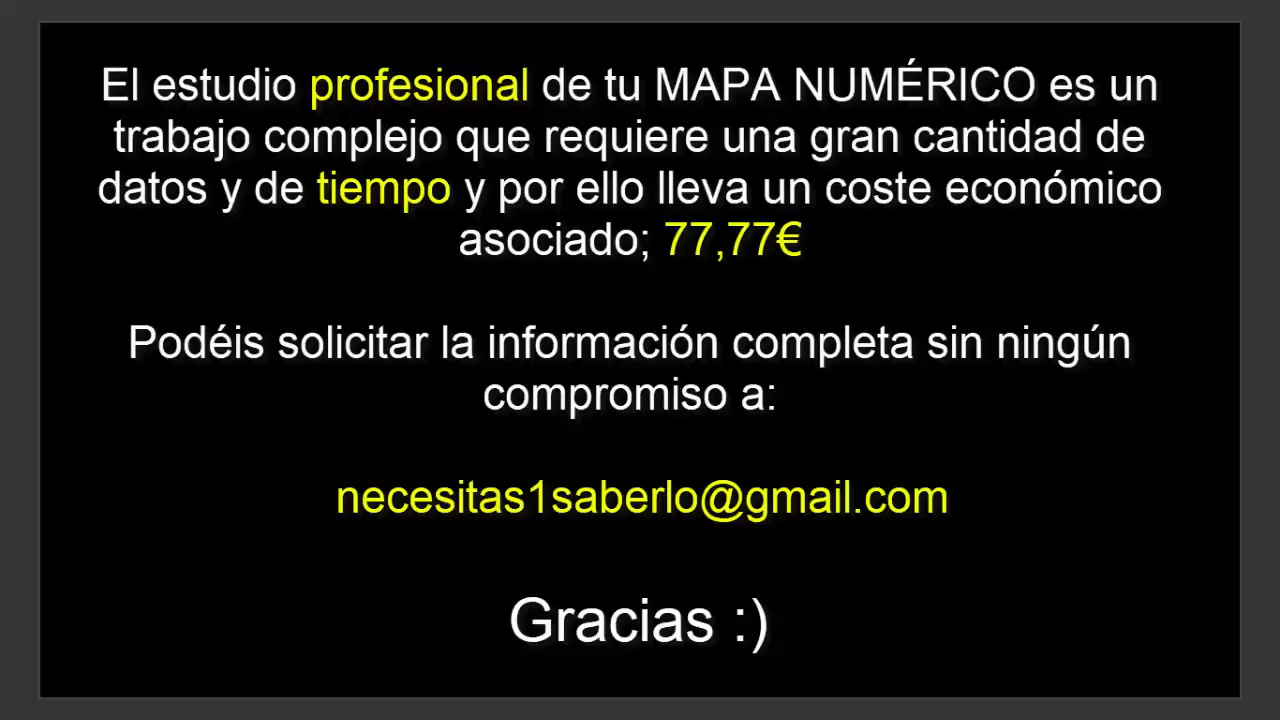 El estudio profesional de tu MAPA NUMÉRICO es un
trabajo complejo que requiere una gran cantidad de
datos y de tiempo y por ello lleva un coste económico
asociado; 77,77€
Podéis solicitar la información completa sin ningún
compromiso a:
necesitas1saberlo@gmail.com
Gracias :)